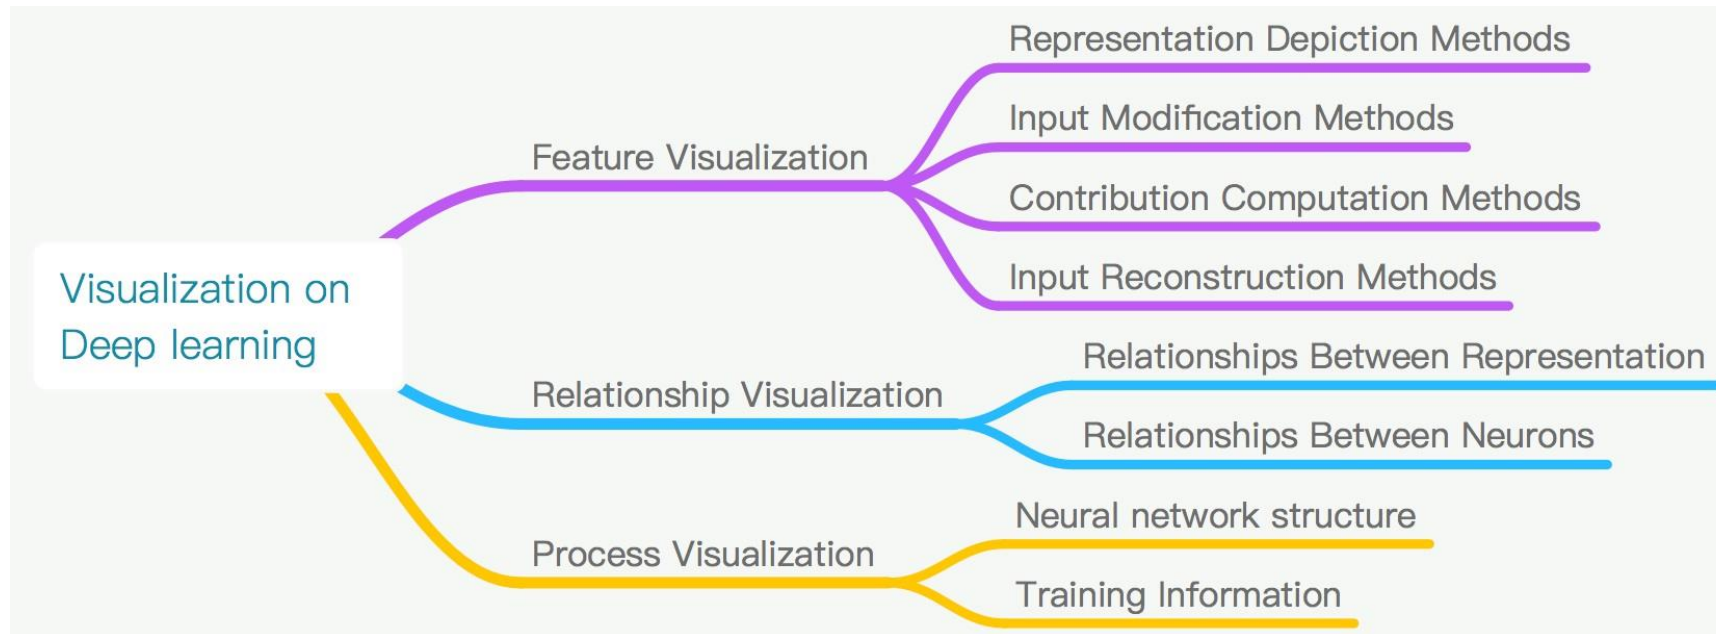 Visualization on
Deep learning
Feature Visualization
Representation Depiction Methods
Input Modification Methods
Contribution Computation Methods
Input Reconstruction Methods
Relationship Visualization
Relationships Between Representation
Relationships Between Neurons
Process Visualization
Neural network structure
Training Information